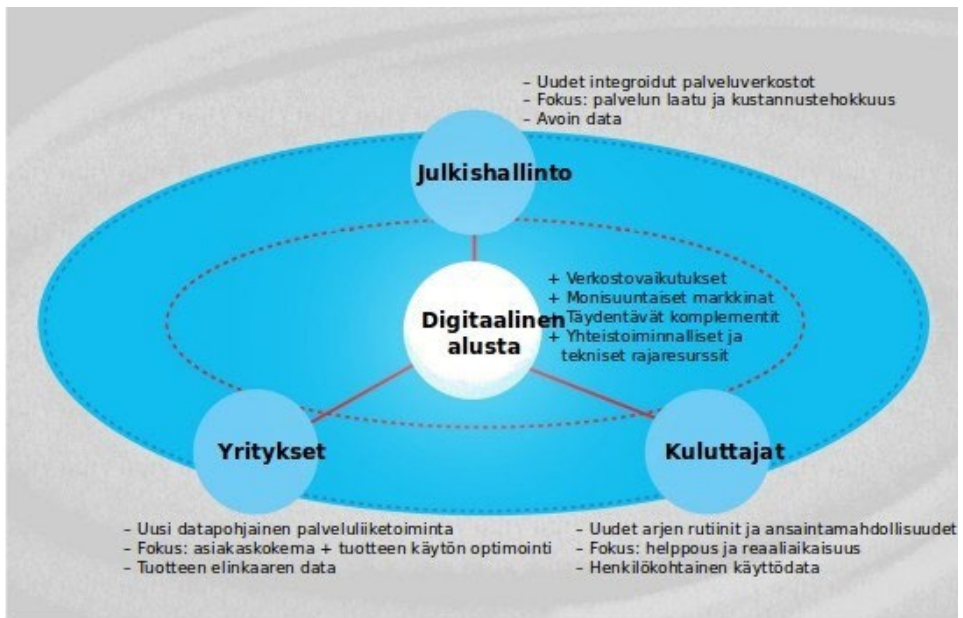 – Uudet integroidut palveluverkostot
– Fokus: palvelun laatu ja kustannustehokkuus
– Avoin data
Julkishallinto
Digitaalinen
alusta
+ Verkostovaikutukset
+ Monisuuntaiset markkinat
+ Täydentävät komplementit
+ Yhteistoiminnalliset ja
tekniset rajaresurssit
Yritykset
– Uusi datapohjainen palveluliiketoiminta
– Fokus: asiakaskokema + tuotteen käytön optimointi
– Tuotteen elinkaaren data
Kuluttajat
– Uudet arjen rutiinit ja ansaintamahdollisuudet
– Fokus: helppous ja reaaliaikaisuus
– Henkilökohtainen käyttödata